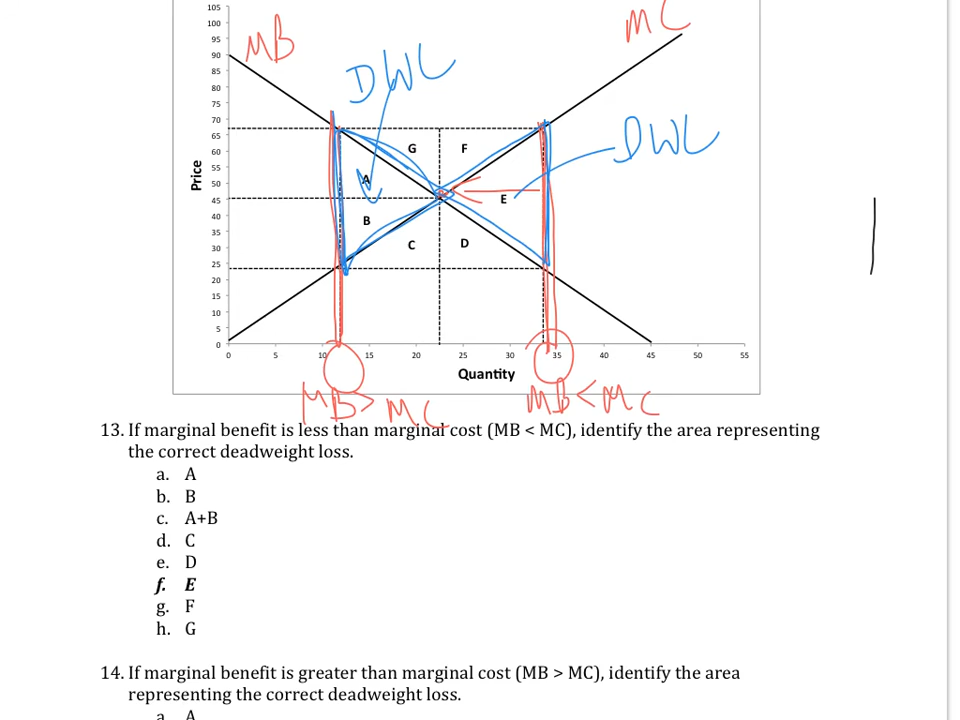 105
100
95
90
85
80
75
70
65
60
55
50
45
40
35
30
25
20
15
10
5
0
Price
MB
MC
DWL
DWL
G
F
A
E
B
C
D
0 5 10 15 20 25 30 35 40 45 50 55
Quantity
MB > MC
MB < MC
13. If marginal benefit is less than marginal cost (MB < MC), identify the area representing
the correct deadweight loss.
a. A
b. B
c. A+B
d. C
e. D
f. E
g. F
h. G
14. If marginal benefit is greater than marginal cost (MB > MC), identify the area
representing the correct deadweight loss.
a. A